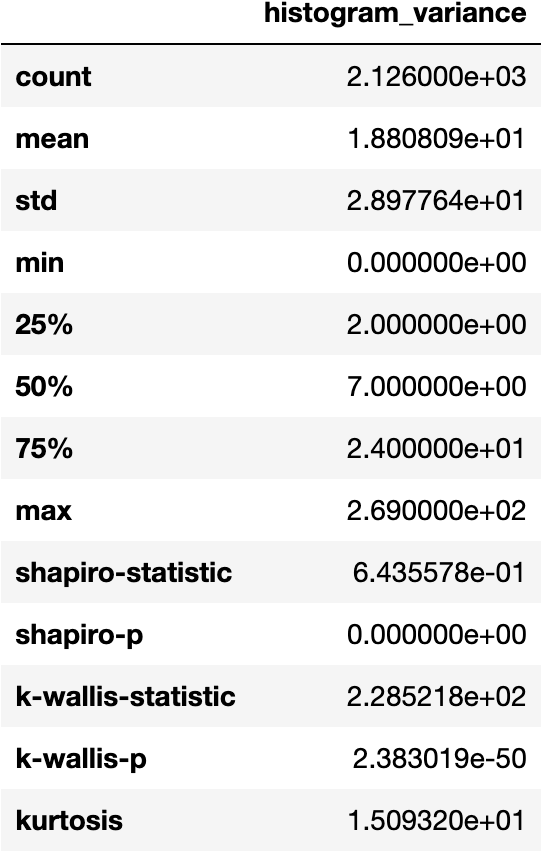 histogram_variance
count 2.126000e+03
mean 1.880809e+01
std 2.897764e+01
min 0.000000e+00
25% 2.000000e+00
50% 7.000000e+00
75% 2.400000e+01
max 2.690000e+02
shapiro-statistic 6.435578e-01
shapiro-p 0.000000e+00
k-wallis-statistic 2.285218e+02
k-wallis-p 2.383019e-50
kurtosis 1.509320e+01